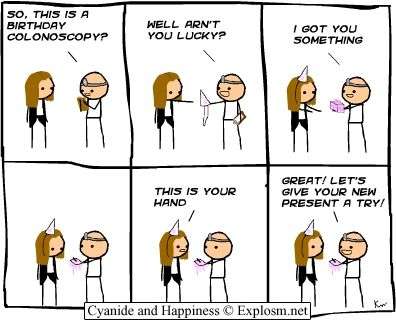 SO, THIS IS A
BIRTHDAY
COLONOSCOPY?
WELL ARN'T
YOU LUCKY?
I GOT YOU
SOMETHING
THIS IS YOUR
HAND
GREAT! LET'S
GIVE YOUR NEW
PRESENT A TRY!
Cyanide and Happiness © Explosm.net